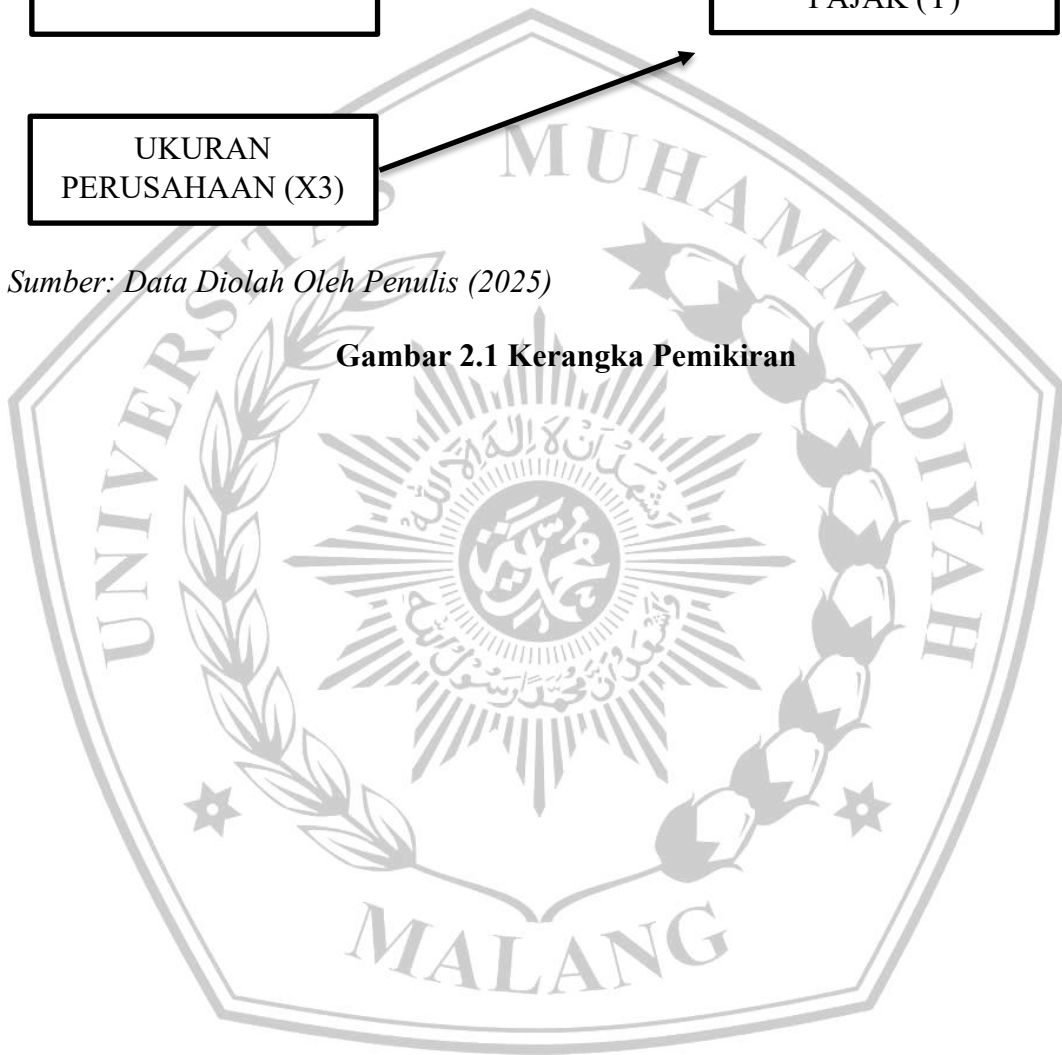 PAJAK (Y)
UKURAN
PERUSAHAAN (X3)
Sumber: Data Diolah Oleh Penulis (2025)
Gambar 2.1 Kerangka Pemikiran
UNIVERSITAS MUHAMMADIYAH
MALANG